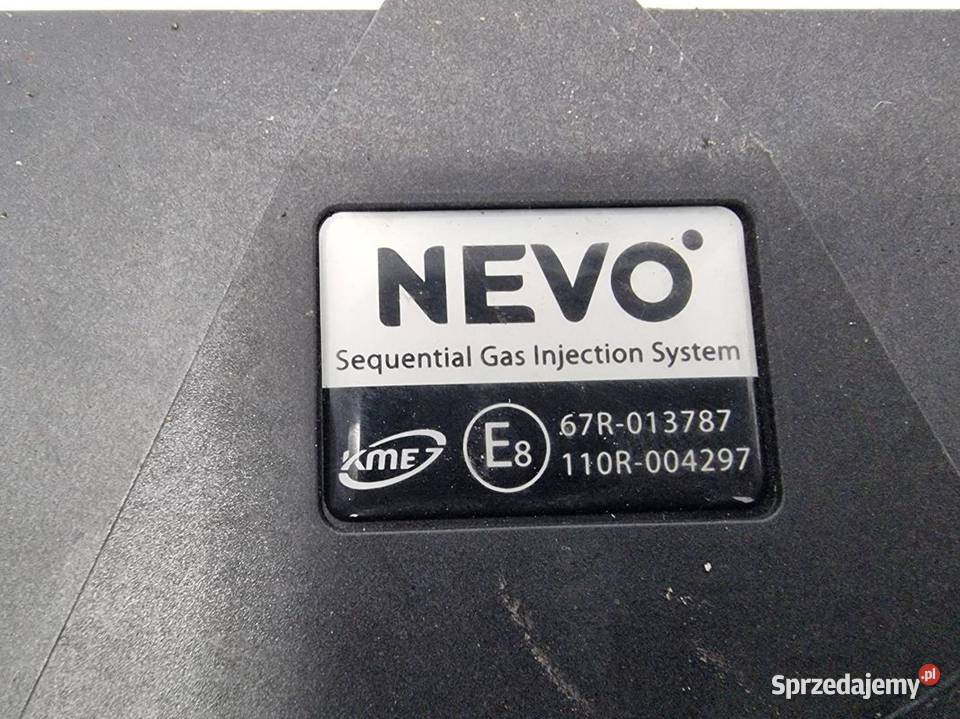 NEVO
Sequential Gas Injection System
KME
E8
67R-013787
110R-004297
Sprzedajemy.pl